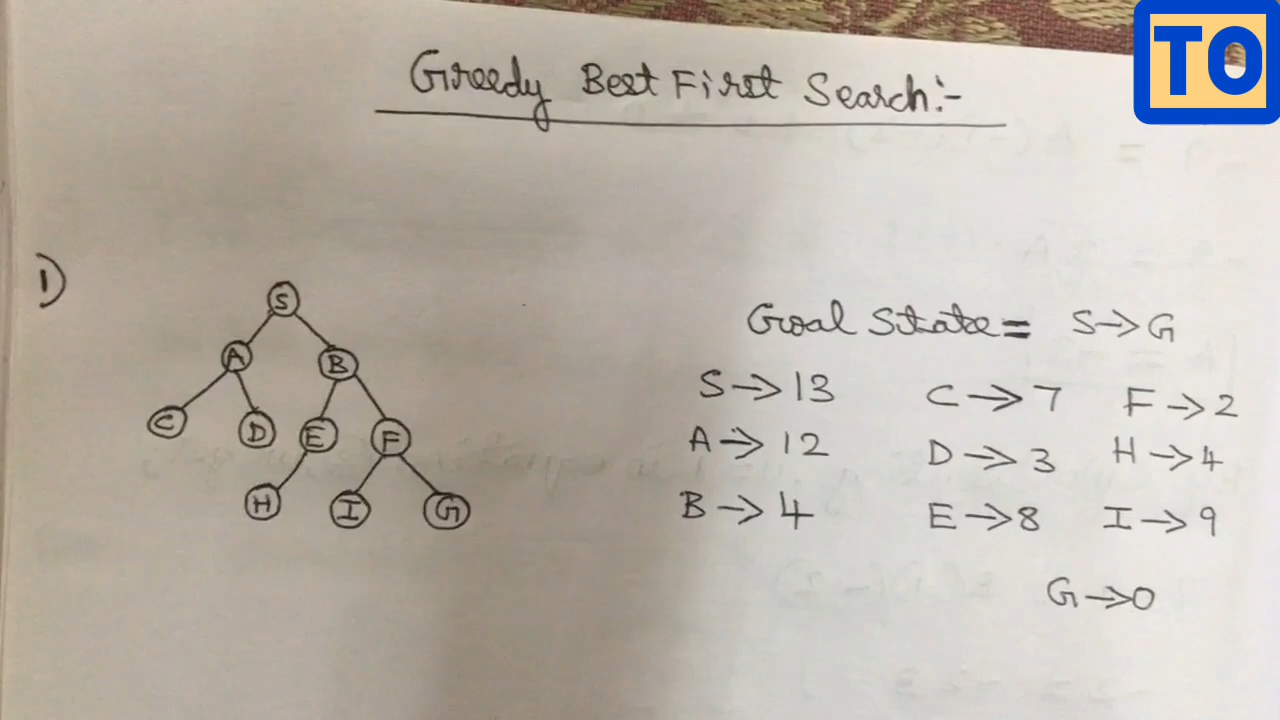 TO
Greedy Best First Search:-
1)
S
A B
C D E F
H I G
Goal State = S→G
S→13 C→7 F→2
A→12 D→3 H→4
B→4 E→8 I→9
G→0